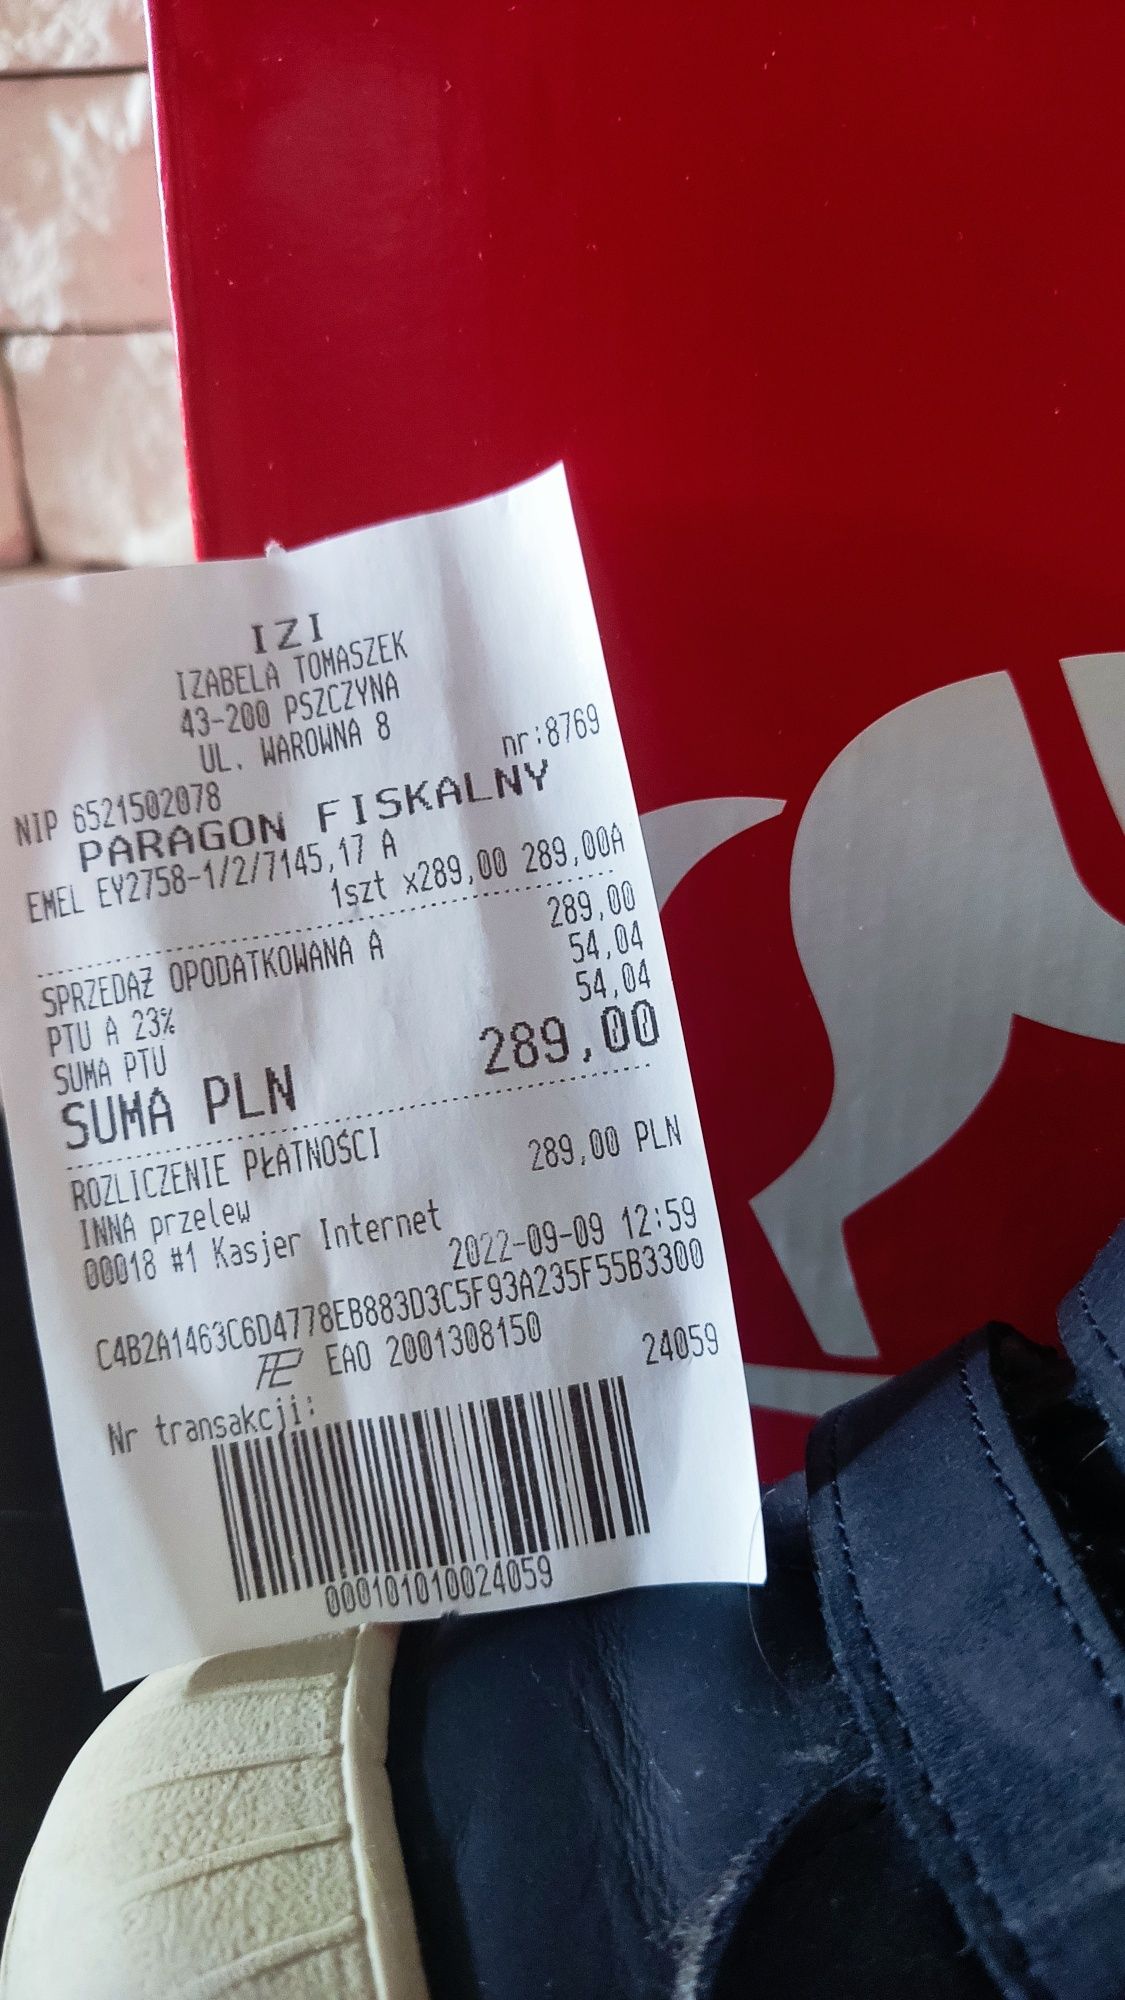 IZI
IZABELA TOMASZEK
43-200 PSZCZYNA
UL. WAROWNA 8
NIP 6521502078 nr:8769
PARAGON FISKALNY
EMEL EY2758-1/2/7145,17 A
1szt x289,00 289,00A
SPRZEDAŻ OPODATKOWANA A 289,00
PTU A 23% 54,04
SUMA PTU 54,04
SUMA PLN 289,00
ROZLICZENIE PŁATNOŚCI
INNA przelew 289,00 PLN
00018 #1 Kasjer Internet
2022-09-09 12:59
C4B2A1463C6D4778EB883D3C5F93A235F55B3300
EAO 2001308150
Nr transakcji: 24059
000101010024059